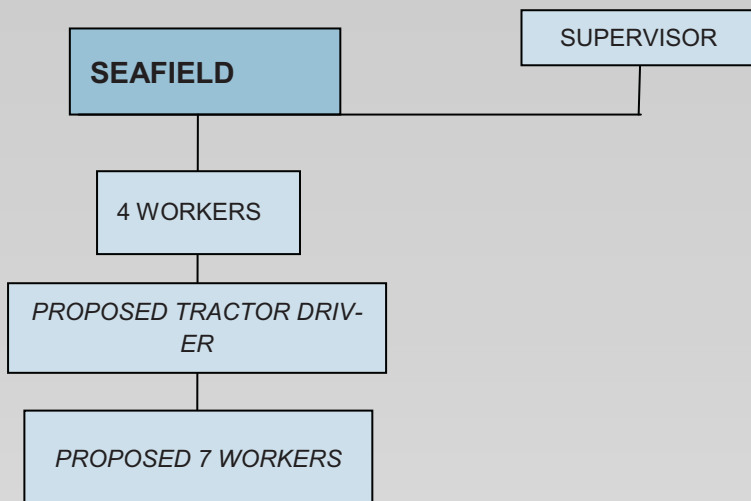 SUPERVISOR
SEAFIELD
4 WORKERS
PROPOSED TRACTOR DRIV-
ER
PROPOSED 7 WORKERS